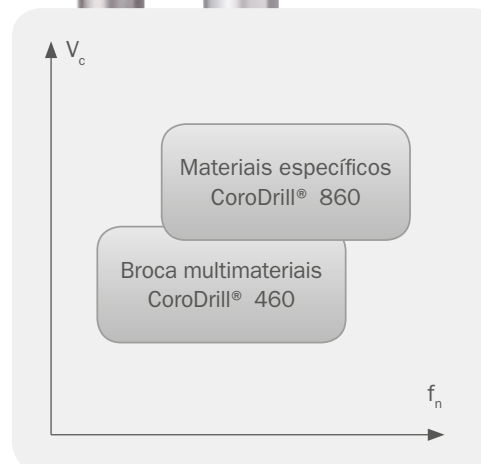 Vc
Materiais específicos
CoroDrill® 860
Broca multimateriais
CoroDrill® 460
fn